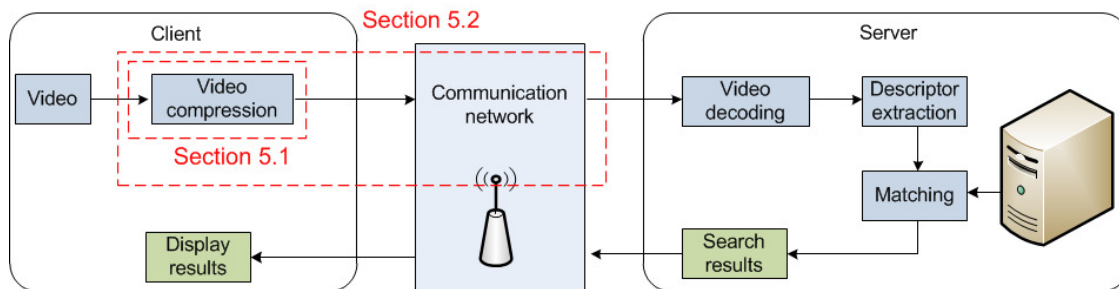 Section 5.2
Client
Server
Video
Video
compression
Communication
network
Video
decoding
Descriptor
extraction
Section 5.1
Matching
Display
results
Search
results